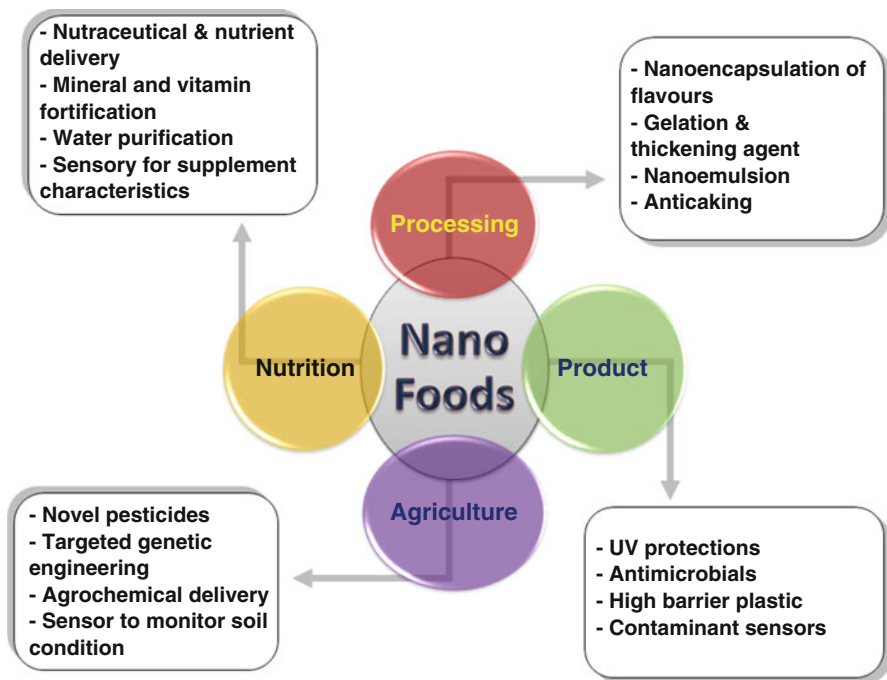 - Nutraceutical & nutrient
delivery
- Mineral and vitamin
fortification
- Water purification
- Sensory for supplement
characteristics
- Nanoencapsulation of
flavours
- Gelation &
thickening agent
- Nanoemulsion
- Anticaking
Processing
Nutrition
Nano
Foods
Product
Agriculture
- Novel pesticides
- Targeted genetic
engineering
- Agrochemical delivery
- Sensor to monitor soil
condition
- UV protections
- Antimicrobials
- High barrier plastic
- Contaminant sensors